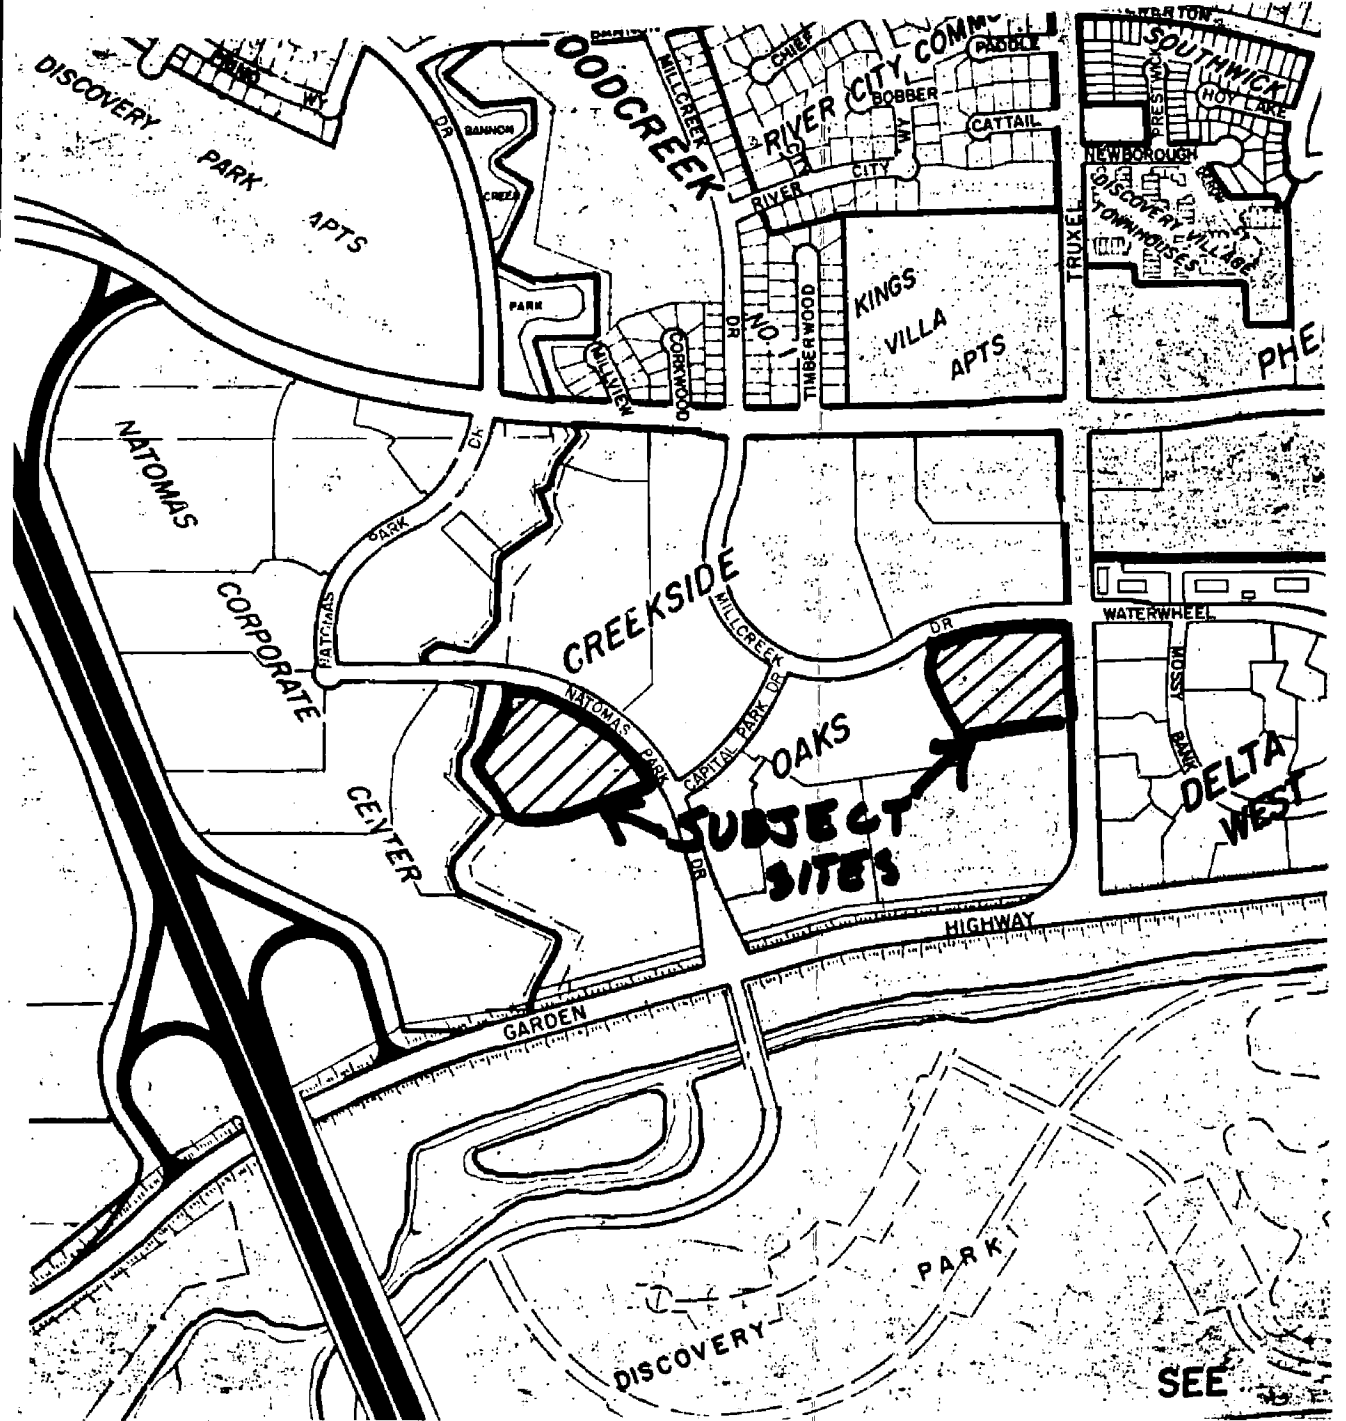 DISCOVERY
PARK
APTS
WY
DR
BANNON
CREEK
PARK
OODCREEK
MILLCREEK
DR
CHIEF
RIVER CITY COMM
PADDLE
BOBBER
WY
CATTAIL
RIVER
CITY
SOUTHWICK
PRESTWICK
HOY LAKE
NEWBOROUGH
DISCOVERY VILLAGE
TOWNHOUSES
TRUXEL
KINGS
VILLA
APTS
NO 1
TIMBERWOOD
MILLVIEW
CORKWOOD
PHE
NATOMAS
CORPORATE
CENTER
DR
PARK
NATOMAS
CREEKSIDE
MILLCREEK
DR
WATERWHEEL
MOSSY
BANK
NATOMAS
PARK
DR
CAPITAL PARK DR
OAKS
DELTA
WEST
SUBJECT
SITES
GARDEN
HIGHWAY
DISCOVERY
PARK
SEE